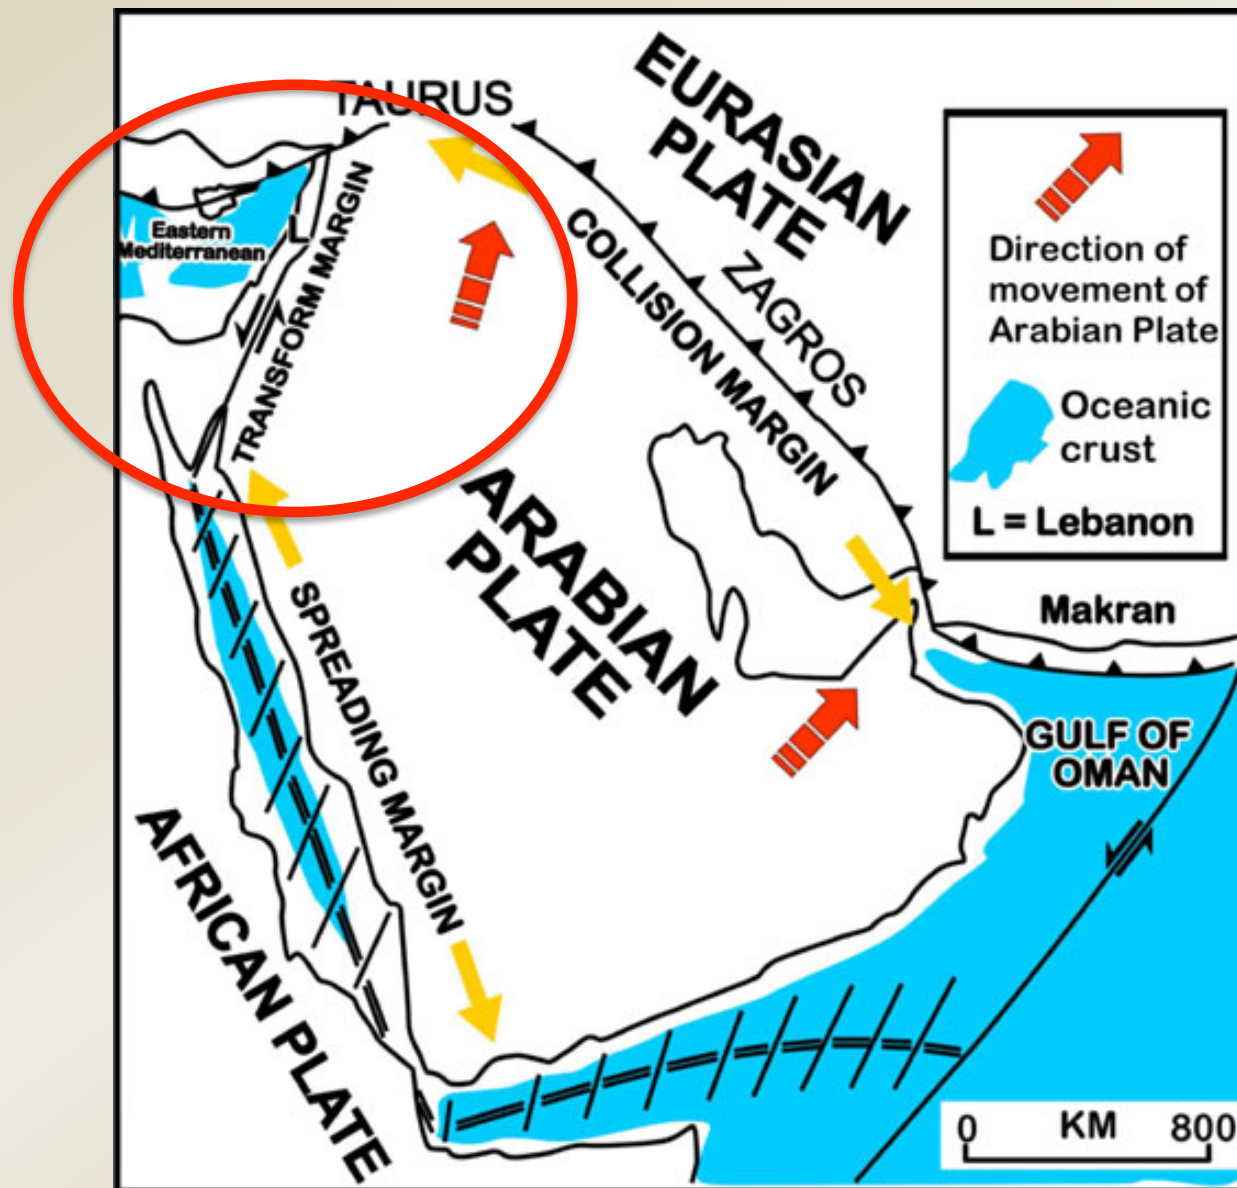 TAURUS
EURASIAN
PLATE
Eastern
Mediterranean
L
TRANSFORM MARGIN
COLLISION MARGIN
ZAGROS
Direction of
movement of
Arabian Plate
Oceanic
crust
L = Lebanon
ARABIAN
PLATE
SPREADING MARGIN
Makran
GULF OF
OMAN
AFRICAN PLATE
0 KM 800